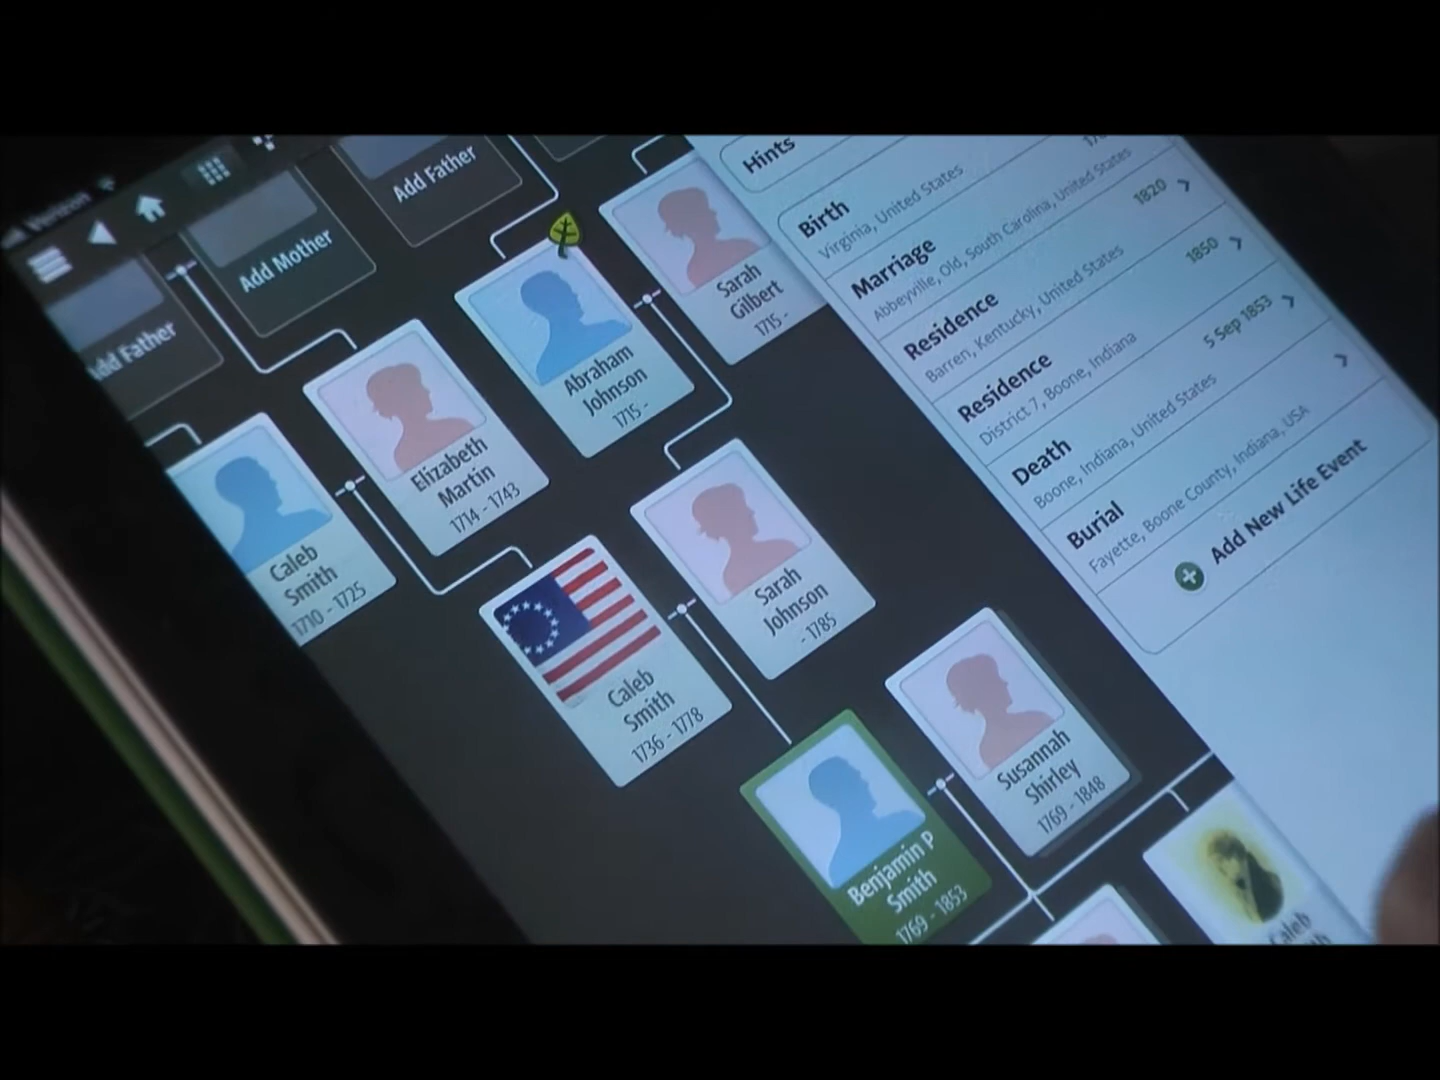 Verizon
Add Father
Add Mother
Add Father
Sarah
Gilbert
1715 -
Abraham
Johnson
1715 -
Elizabeth
Martin
1714 - 1743
Caleb
Smith
1710 - 1725
Sarah
Johnson
- 1785
Caleb
Smith
1736 - 1778
Susannah
Shirley
1769 - 1848
Benjamin P
Smith
1769 - 1853
Caleb
Hints
Birth
Virginia, United States
Marriage
Abbeyville, Old, South Carolina, United States
Residence
1820
Barren, Kentucky, United States
Residence
1850
District 7, Boone, Indiana
Death
5 Sep 1853
Boone, Indiana, United States
Burial
Fayette, Boone County, Indiana, USA
Add New Life Event